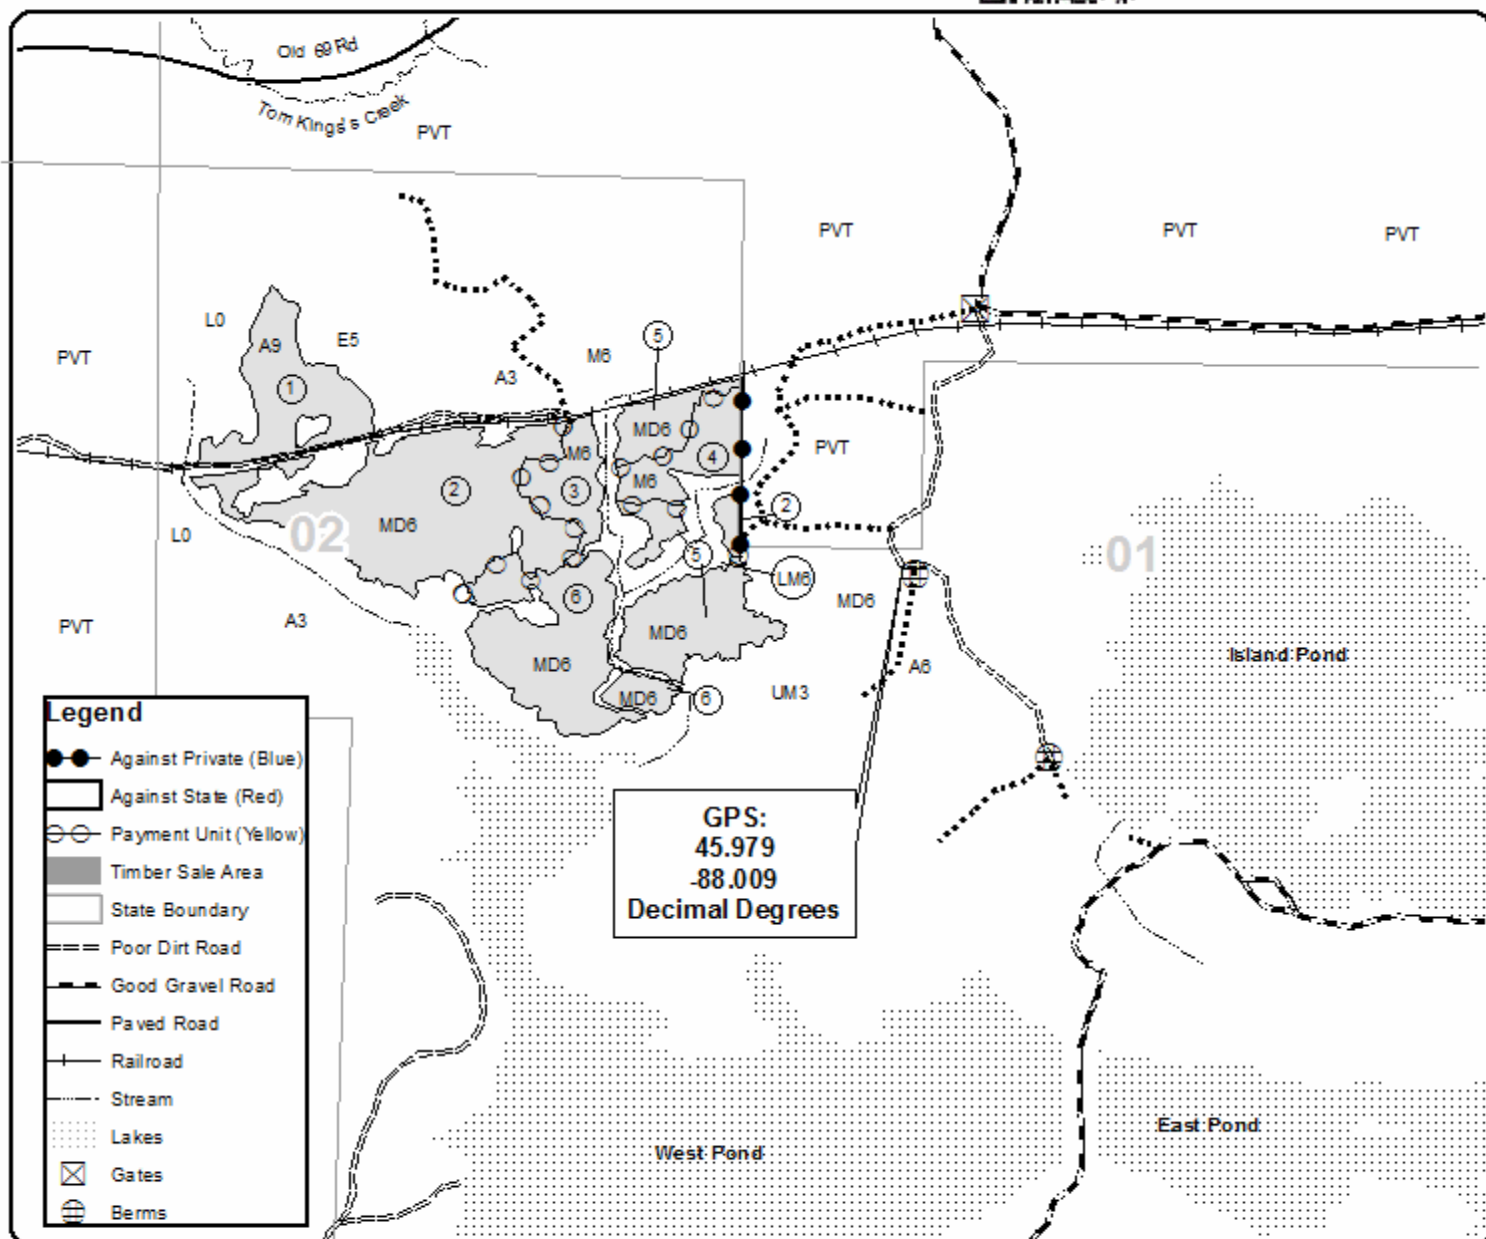 Old 69 Rd
Tom Kings's Creek
PVT
PVT
PVT
PVT
L0
A9
E5
5
M6
PVT
A3
1
MD6
M6
4
PVT
2
3
M6
2
MD6
02
L0
5
01
LM6
6
MD6
A3
PVT
MD6
MD6
A6
Island Pond
MD6
6
UM3
Legend
Against Private (Blue)
Against State (Red)
Payment Unit (Yellow)
Timber Sale Area
State Boundary
Poor Dirt Road
Good Gravel Road
Paved Road
Railroad
Stream
Lakes
Gates
Berms
GPS:
45.979
-88.009
Decimal Degrees
West Pond
East Pond